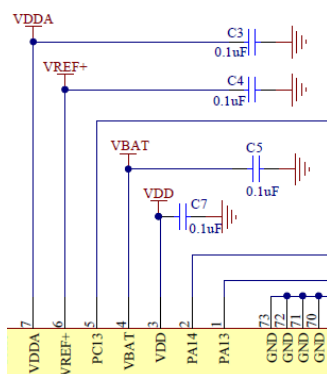 VDDA
C3
0.1uF
VREF+
C4
0.1uF
VBAT
C5
0.1uF
VDD
C7
0.1uF
7 6 5 4 3 2 1 73 72 71 70
VDDA VREF+ PC13 VBAT VDD PA14 PA13 GND GND GND GND